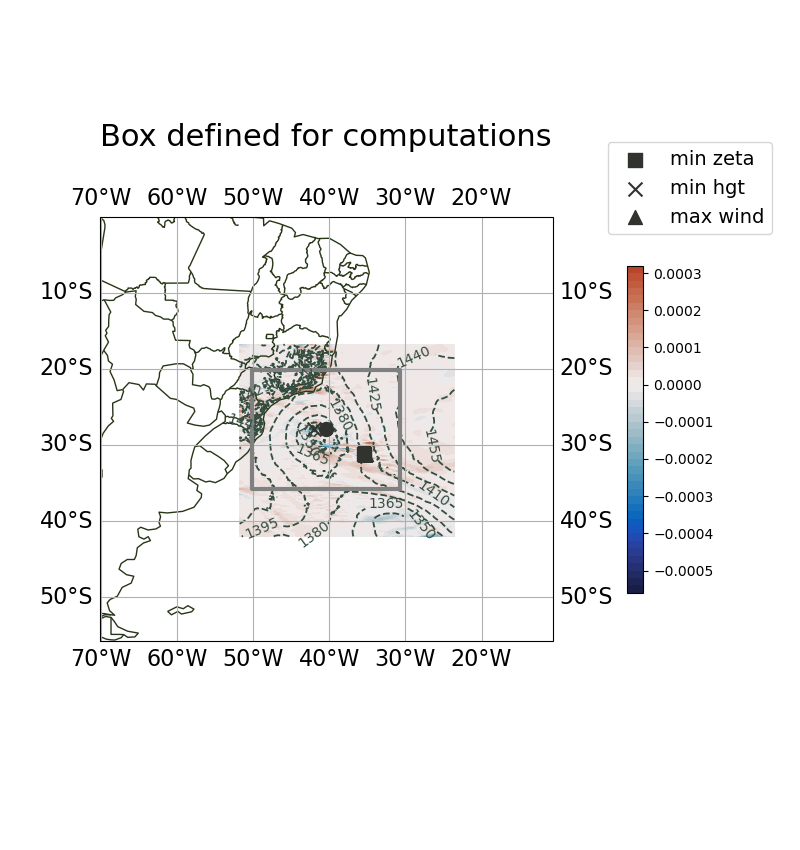 Box defined for computations
min zeta
min hgt
max wind
70°W 60°W 50°W 40°W 30°W 20°W
0.0003
0.0002
0.0001
0.0000
−0.0001
−0.0002
−0.0003
−0.0004
−0.0005
10°S 10°S
20°S 20°S
30°S 30°S
40°S 40°S
50°S 50°S
1440
1425
1380
1455
1365
1410
1365
1350
1395
1380
70°W 60°W 50°W 40°W 30°W 20°W